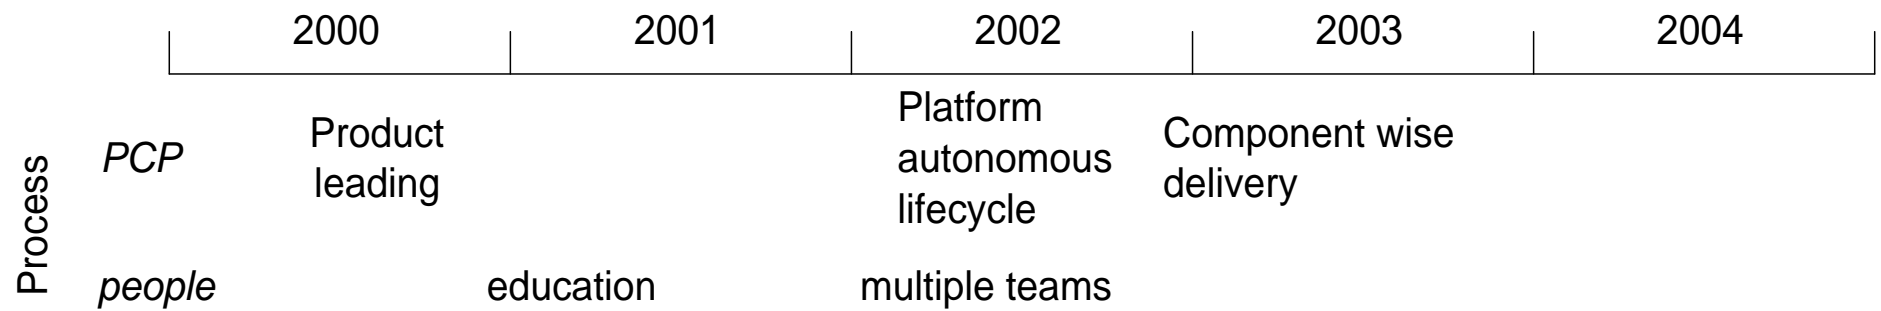 2000 2001 2002 2003 2004
Process
PCP
Product
leading
Platform
autonomous
lifecycle
Component wise
delivery
people education multiple teams